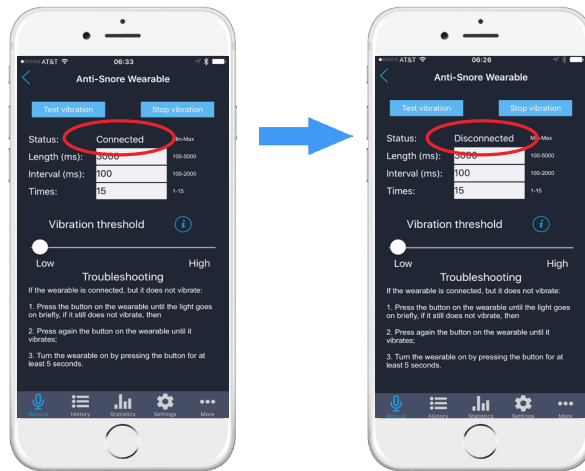 AT&T 06:33
Anti-Snore Wearable
Test vibration Stop vibration
Status: Connected Min-Max
Length (ms): 3000 100-5000
Interval (ms): 100 100-2000
Times: 15 1-15
Vibration threshold i
Low High
Troubleshooting
If the wearable is connected, but it does not vibrate:
1. Press the button on the wearable until the light goes
on briefly, if it still does not vibrate, then
2. Press again the button on the wearable until it
vibrates;
3. Turn the wearable on by pressing the button for at
least 5 seconds.
Record History Statistics Settings More
AT&T 06:26
Anti-Snore Wearable
Test vibration Stop vibration
Status: Disconnected Min-Max
Length (ms): 3000 100-5000
Interval (ms): 100 100-2000
Times: 15 1-15
Vibration threshold i
Low High
Troubleshooting
If the wearable is connected, but it does not vibrate:
1. Press the button on the wearable until the light goes
on briefly, if it still does not vibrate, then
2. Press again the button on the wearable until it
vibrates;
3. Turn the wearable on by pressing the button for at
least 5 seconds.
Record History Statistics Settings More